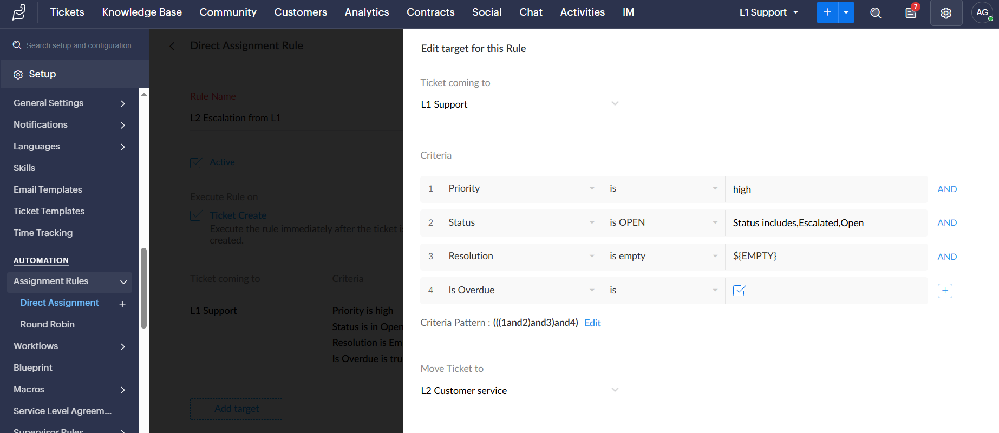 Tickets Knowledge Base Community Customers Analytics Contracts Social Chat Activities IM L1 Support 7 AG
Search setup and configuration..
Setup
General Settings
Notifications
Languages
Skills
Email Templates
Ticket Templates
Time Tracking
AUTOMATION
Assignment Rules
Direct Assignment +
Round Robin
Workflows
Blueprint
Macros
Service Level Agreem...
Supervisor Rules
Direct Assignment Rule
Rule Name
L2 Escalation from L1
Active
Execute Rule on
Ticket Create
Execute the rule immediately after the ticket is
created.
Ticket coming to Criteria
L1 Support Priority is high
Status is in Open
Resolution is Em
Is Overdue is tru
Add target
Edit target for this Rule
Ticket coming to
L1 Support
Criteria
1 Priority is high AND
2 Status is OPEN Status includes,Escalated,Open AND
3 Resolution is empty ${EMPTY} AND
4 Is Overdue is
Criteria Pattern : (((1and2)and3)and4) Edit
Move Ticket to
L2 Customer service